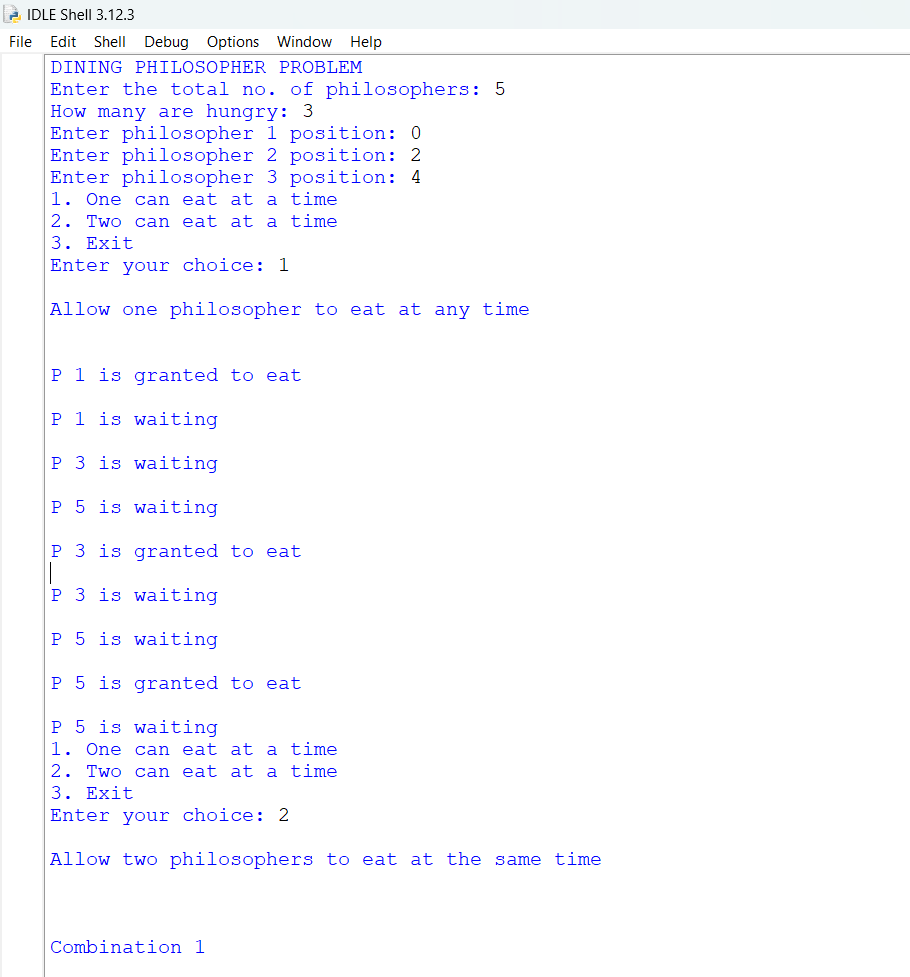 IDLE Shell 3.12.3
File Edit Shell Debug Options Window Help
DINING PHILOSOPHER PROBLEM
Enter the total no. of philosophers: 5
How many are hungry: 3
Enter philosopher 1 position: 0
Enter philosopher 2 position: 2
Enter philosopher 3 position: 4
1. One can eat at a time
2. Two can eat at a time
3. Exit
Enter your choice: 1
Allow one philosopher to eat at any time
P 1 is granted to eat
P 1 is waiting
P 3 is waiting
P 5 is waiting
P 3 is granted to eat
P 3 is waiting
P 5 is waiting
P 5 is granted to eat
P 5 is waiting
1. One can eat at a time
2. Two can eat at a time
3. Exit
Enter your choice: 2
Allow two philosophers to eat at the same time
Combination 1